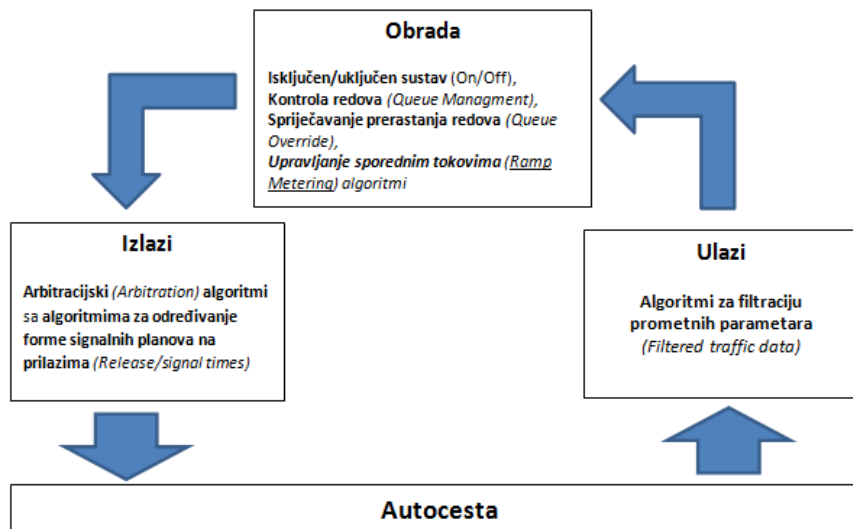 Obrada
Isključen/uključen sustav (On/Off),
Kontrola redova (Queue Managment),
Spriječavanje prerastanja redova (Queue
Override),
Upravljanje sporednim tokovima (Ramp
Metering) algoritmi
Izlazi
Arbitracijski (Arbitration) algoritmi
sa algoritmima za određivanje
forme signalnih planova na
prilazima (Release/signal times)
Ulazi
Algoritmi za filtraciju
prometnih parametara
(Filtered traffic data)
Autocesta